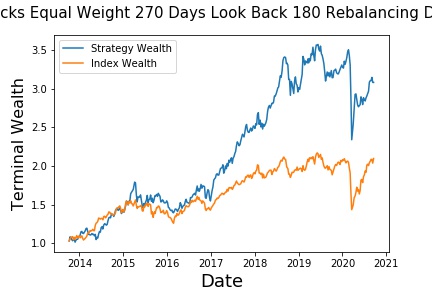 cks Equal Weight 270 Days Look Back 180 Rebalancing D
Strategy Wealth
Index Wealth
Terminal Wealth
3.5
3.0
2.5
2.0
1.5
1.0
2014 2015 2016 2017 2018 2019 2020 2021
Date